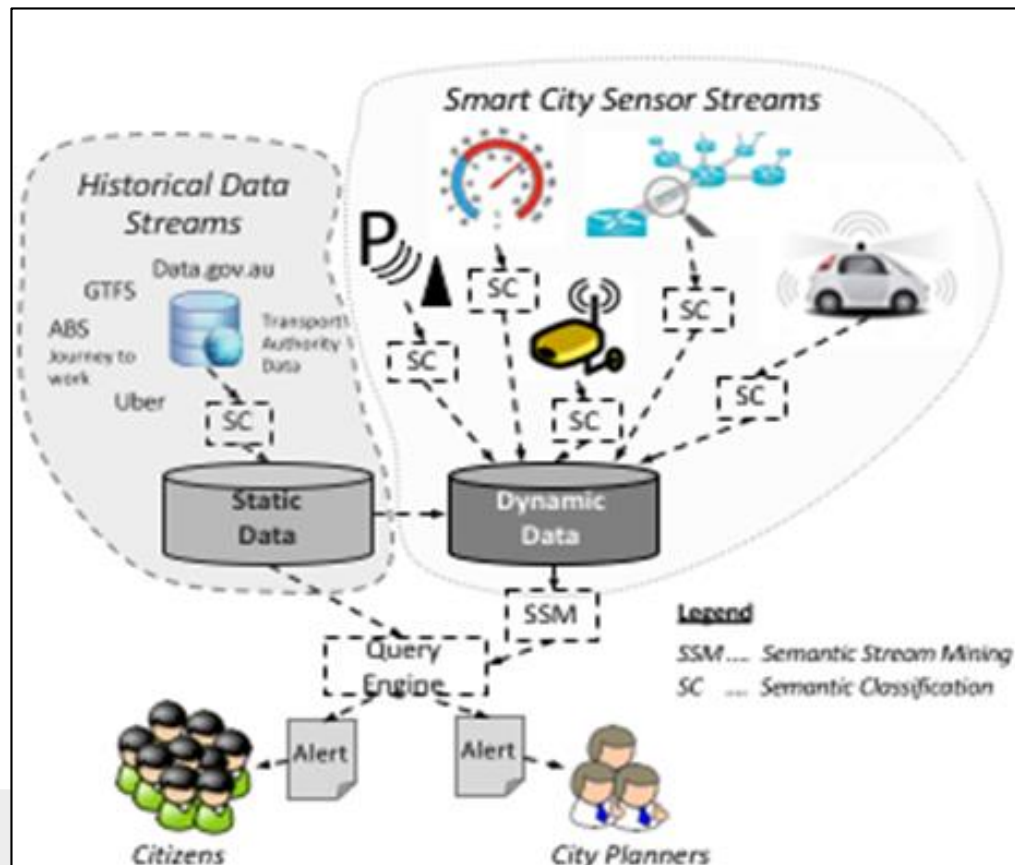 Smart City Sensor Streams
Historical Data
Streams
Data.gov.au
GTFS
ABS
Journey to
work
Transport
Authority
Data
Uber
P
SC
SC
SC
SC
SC
SC
Static
Data
Dynamic
Data
SSM
Query
Engine
Legend
SSM .... Semantic Stream Mining
SC .... Semantic Classification
Alert
Alert
Citizens
City Planners